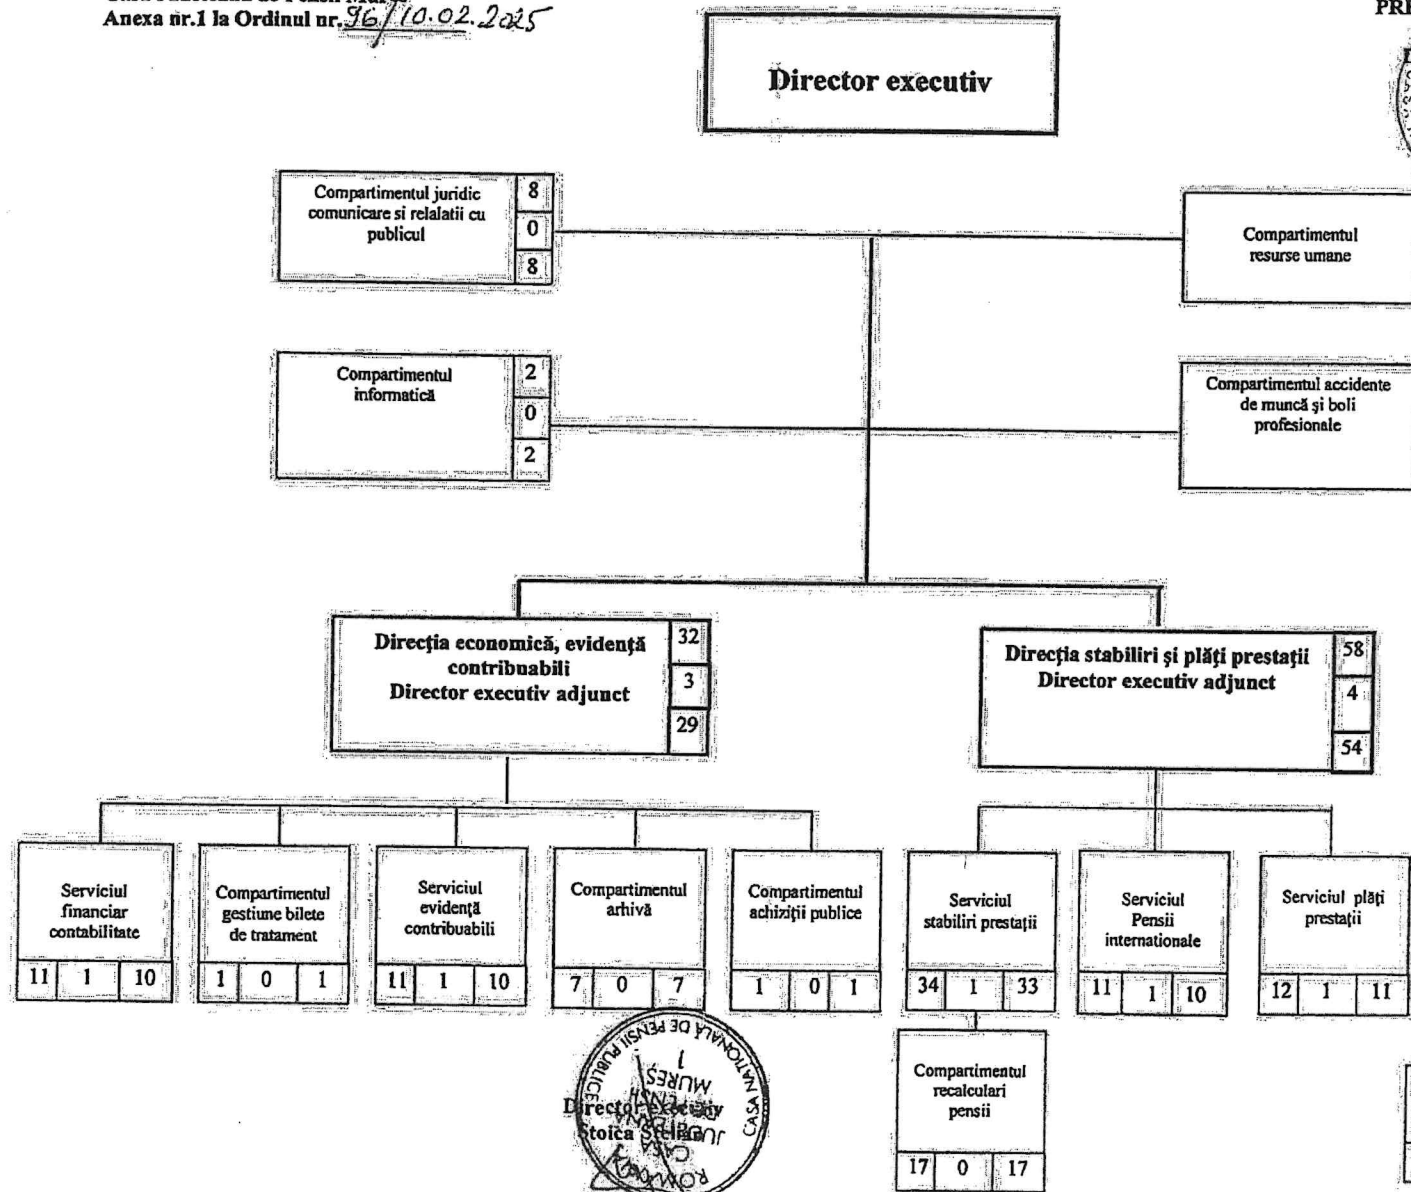 Anexa nr.1 la Ordinul nr. 96/10.02.2025
Director executiv
Compartimentul juridic
comunicare si relalatii cu
publicul
8
0
8
Compartimentul
resurse umane
Compartimentul
informatică
2
0
2
Compartimentul accidente
de muncă şi boli
profesionale
Direcţia economică, evidenţă
contribuabili
Director executiv adjunct
32
3
29
Direcţia stabiliri şi plăţi prestaţii
Director executiv adjunct
58
4
54
Serviciul
financiar
contabilitate
11 1 10
Compartimentul
gestiune bilete
de tratament
1 0 1
Serviciul
evidenţă
contribuabili
11 1 10
Compartimentul
arhivă
7 0 7
Compartimentul
achiziţii publice
1 0 1
Serviciul
stabiliri prestaţii
34 1 33
Serviciul
Pensii
internationale
11 1 10
Serviciul plăţi
prestaţii
12 1 11
Compartimentul
recalculari
pensii
17 0 17
CASA NAŢIONALĂ DE PENSII PUBLICE
1
MUREŞ
Director executiv
Stoica Stelian